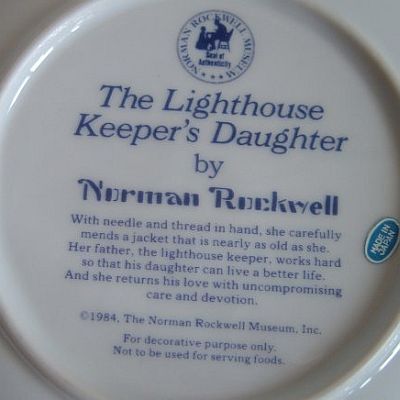 NORMAN ROCKWELL MUSEUM
Seal of
Authenticity
The Lighthouse
Keeper's Daughter
by
Norman Rockwell
With needle and thread in hand, she carefully
mends a jacket that is nearly as old as she.
Her father, the lighthouse keeper, works hard
so that his daughter can live a better life.
And she returns his love with uncompromising
care and devotion.
©1984, The Norman Rockwell Museum, Inc.
For decorative purpose only.
Not to be used for serving foods.
MADE IN
JAPAN